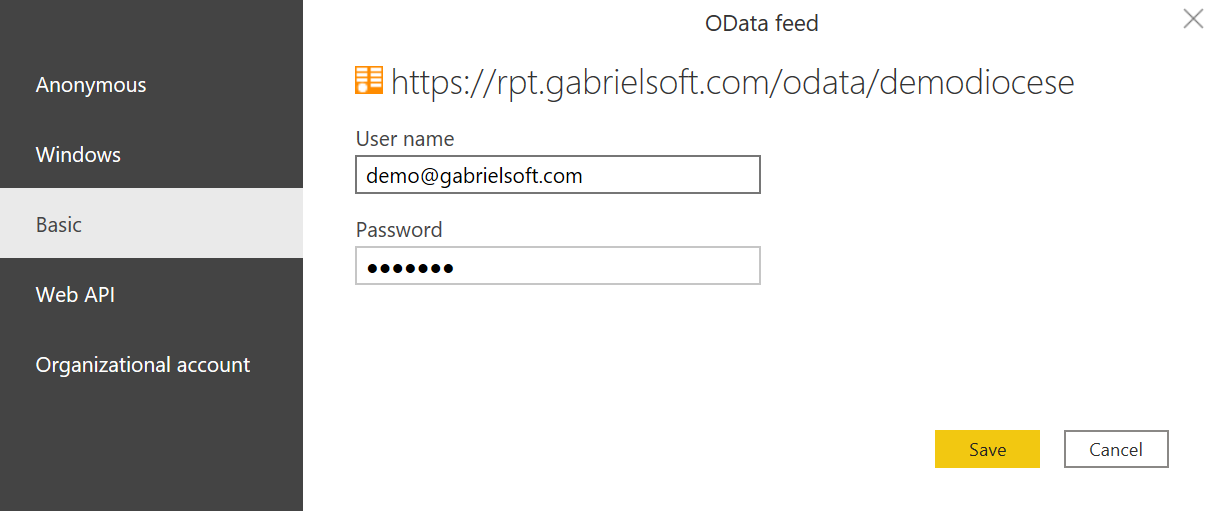 OData feed
Anonymous
Windows
Basic
Web API
Organizational account
https://rpt.gabrielsoft.com/odata/demodiocese
User name
demo@gabrielsoft.com
Password
●●●●●●●
Save
Cancel